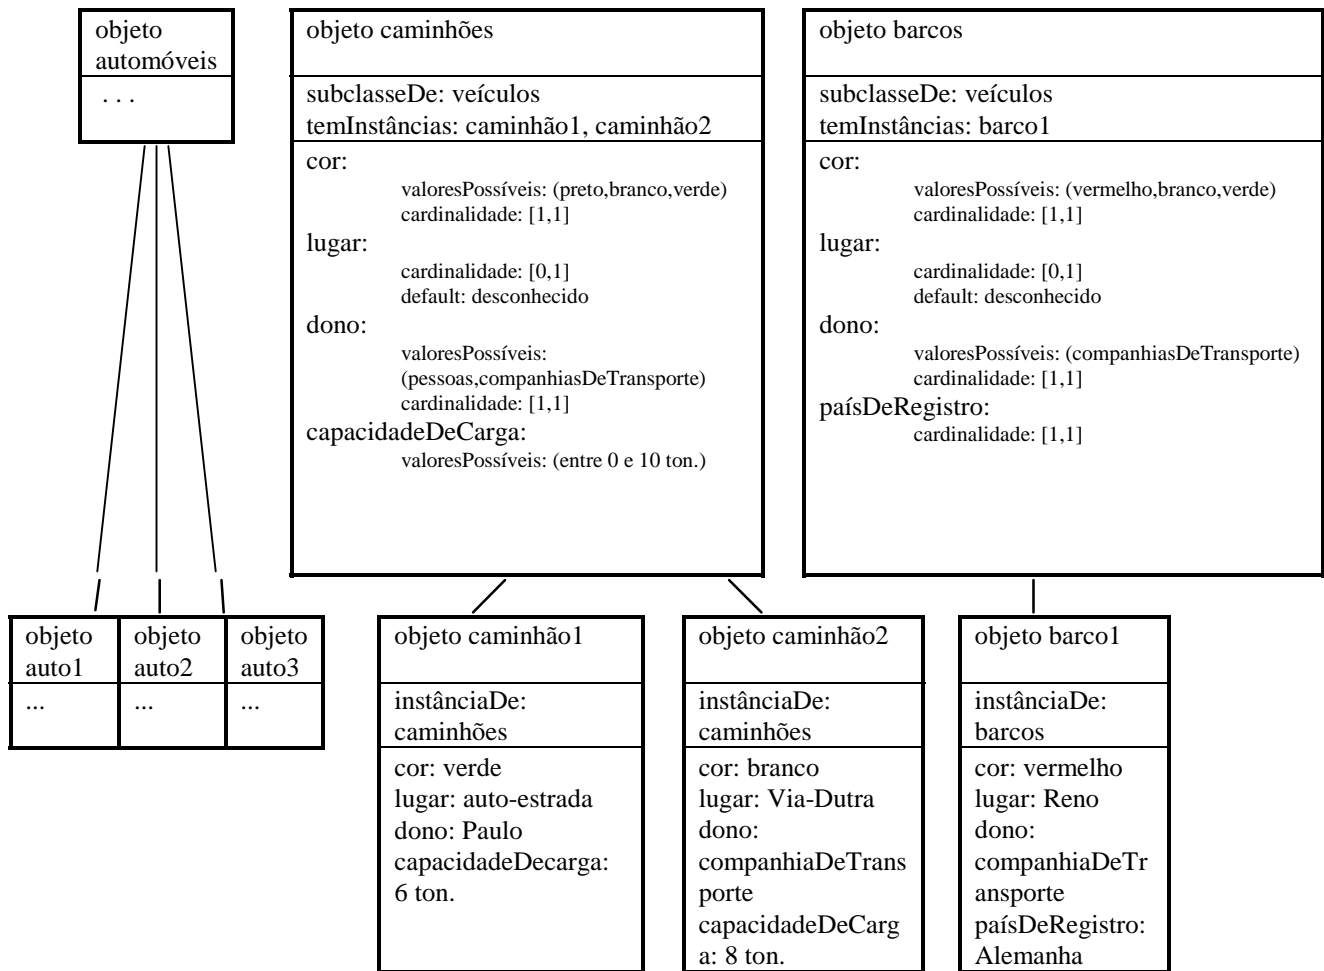 objeto
automóveis
. . .
objeto caminhões
subclasseDe: veículos
temInstâncias: caminhão1, caminhão2
cor:
valoresPossíveis: (preto,branco,verde)
cardinalidade: [1,1]
lugar:
cardinalidade: [0,1]
default: desconhecido
dono:
valoresPossíveis:
(pessoas,companhiasDeTransporte)
cardinalidade: [1,1]
capacidadeDeCarga:
valoresPossíveis: (entre 0 e 10 ton.)
objeto barcos
subclasseDe: veículos
temInstâncias: barco1
cor:
valoresPossíveis: (vermelho,branco,verde)
cardinalidade: [1,1]
lugar:
cardinalidade: [0,1]
default: desconhecido
dono:
valoresPossíveis: (companhiasDeTransporte)
cardinalidade: [1,1]
paísDeRegistro:
cardinalidade: [1,1]
objeto
auto1
...
objeto
auto2
...
objeto
auto3
...
objeto caminhão1
instânciaDe:
caminhões
cor: verde
lugar: auto-estrada
dono: Paulo
capacidadeDecarga:
6 ton.
objeto caminhão2
instânciaDe:
caminhões
cor: branco
lugar: Via-Dutra
dono:
companhiaDeTrans
porte
capacidadeDeCarg
a: 8 ton.
objeto barco1
instânciaDe:
barcos
cor: vermelho
lugar: Reno
dono:
companhiaDeTr
ansporte
paísDeRegistro:
Alemanha